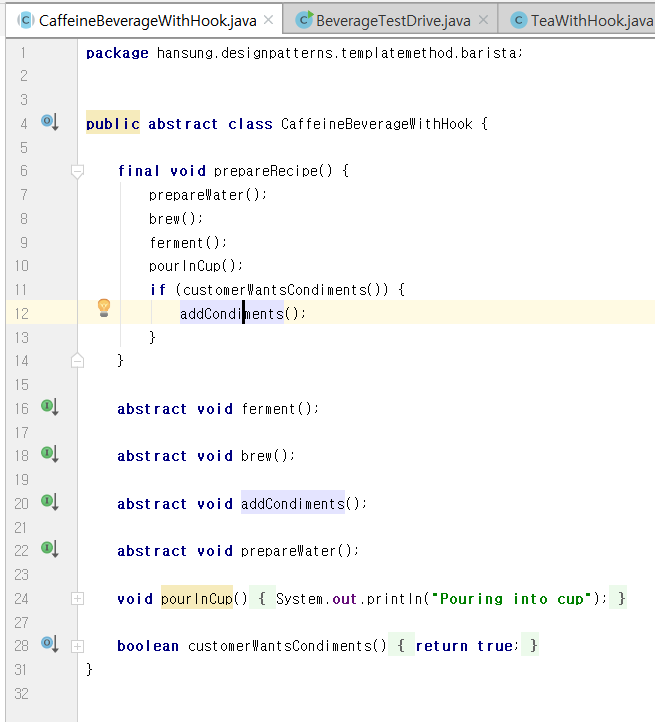 CaffeineBeverageWithHook.java × BeverageTestDrive.java × TeaWithHook.java
1 package hansung.designpatterns.templatemethod.barista;
2
3
4 public abstract class CaffeineBeverageWithHook {
5
6 final void prepareRecipe() {
7 prepareWater();
8 brew();
9 ferment();
10 pourInCup();
11 if (customerWantsCondiments()) {
12 addCondiments();
13 }
14 }
15
16 abstract void ferment();
17
18 abstract void brew();
19
20 abstract void addCondiments();
21
22 abstract void prepareWater();
23
24 void pourInCup() { System.out.println("Pouring into cup"); }
27
28 boolean customerWantsCondiments() { return true; }
31 }
32